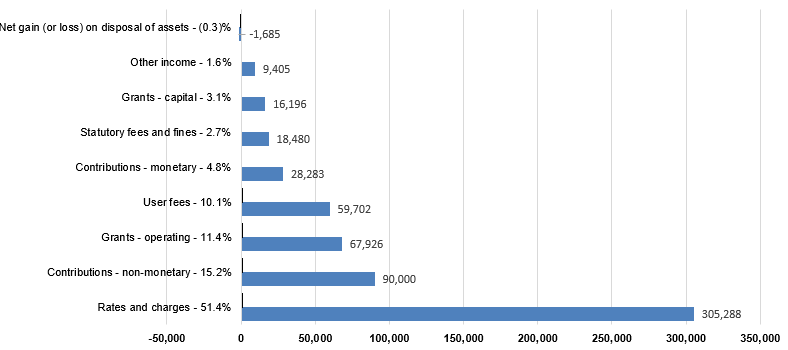 Net gain (or loss) on disposal of assets - (0.3)% -1,685
Other income - 1.6% 9,405
Grants - capital - 3.1% 16,196
Statutory fees and fines - 2.7% 18,480
Contributions - monetary - 4.8% 28,283
User fees - 10.1% 59,702
Grants - operating - 11.4% 67,926
Contributions - non-monetary - 15.2% 90,000
Rates and charges - 51.4% 305,288
-50,000 0 50,000 100,000 150,000 200,000 250,000 300,000 350,000